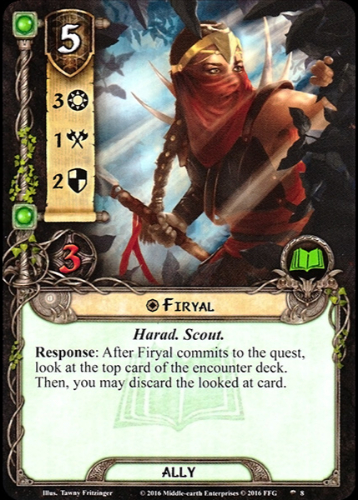 5
3
1
2
3
Firyal
Harad. Scout.
Response: After Firyal commits to the quest,
look at the top card of the encounter deck.
Then, you may discard the looked at card.
ALLY
Illus. Tawny Fritzinger © 2016 Middle-earth Enterprises © 2016 FFG 8